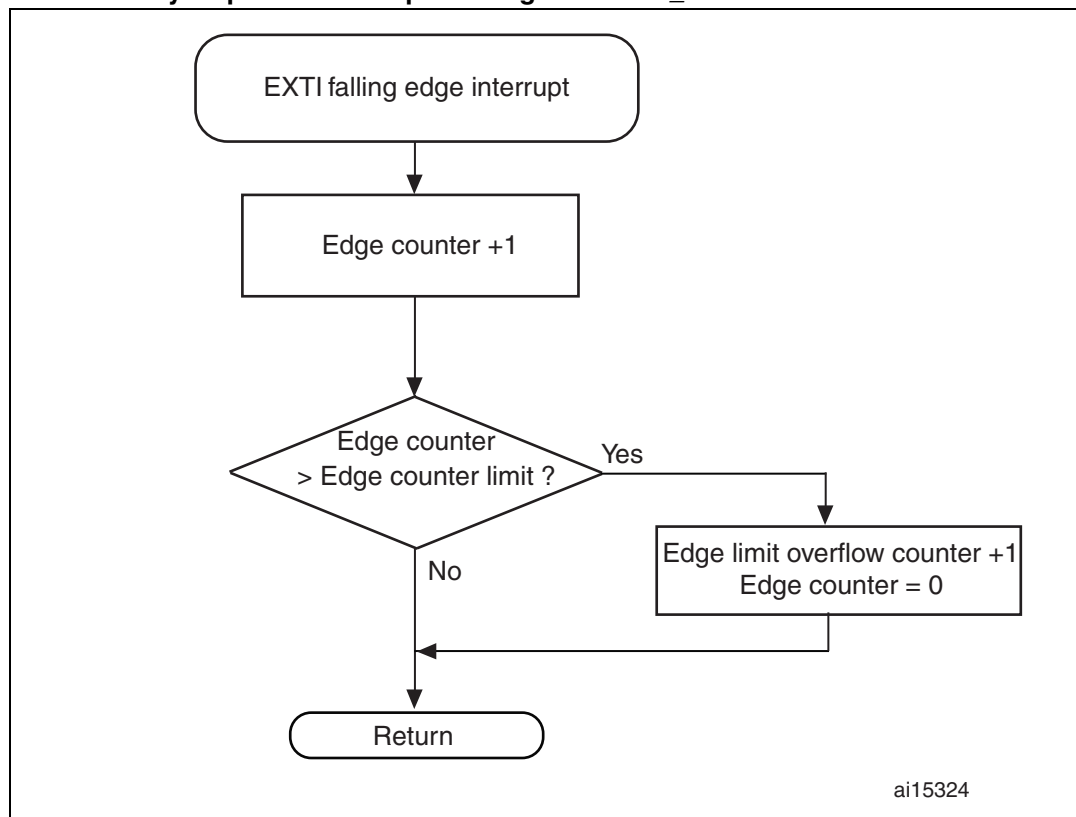 EXTI falling edge interrupt
Edge counter +1
Edge counter
> Edge counter limit ?
Yes
No
Edge limit overflow counter +1
Edge counter = 0
Return
ai15324